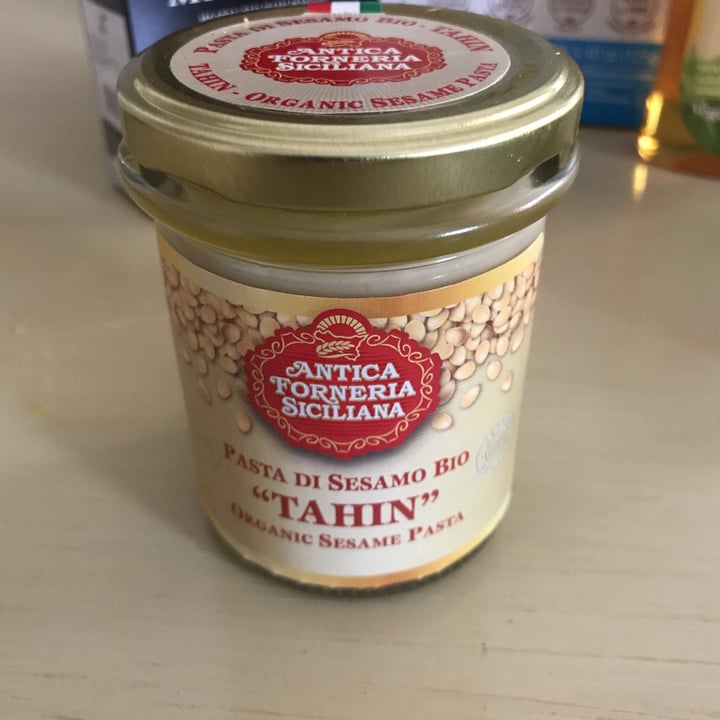 PASTA DI SESAMO BIO - TAHIN
ANTICA
FORNERIA
SICILIANA
TAHIN - ORGANIC SESAME PASTA
ANTICA
FORNERIA
SICILIANA
PASTA DI SESAMO BIO
“TAHIN”
ORGANIC SESAME PASTA